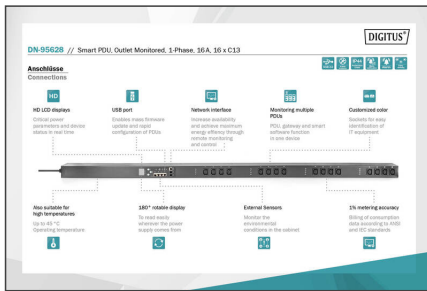 DIGITUS®
DN-95628 // Smart PDU, Outlet Monitored, 1-Phase, 16A, 16 x C13
Anschlüsse
Connections
HD
HD LCD displays
Critical power
parameters and device
status in real time
USB port
Enables mass firmware
update and rapid
configuration of PDUs
Network interface
Increase availability
and achieve maximum
energy effiency through
remote monitoring
and control
Monitoring multiple
PDUs
PDU, gateway and smart
software function
in one device
Customized color
Sockets for easy
identification of
IT equipment
Also suitable for
high temperatures
Up to 45 °C
Operating temperature
180° rotable display
To read easily
wherever the power
supply comes from
External Sensors
Monitor the
environmental
conditions in the cabinet
1% metering accuracy
Billing of consumption
data according to ANSI
and IEC standards